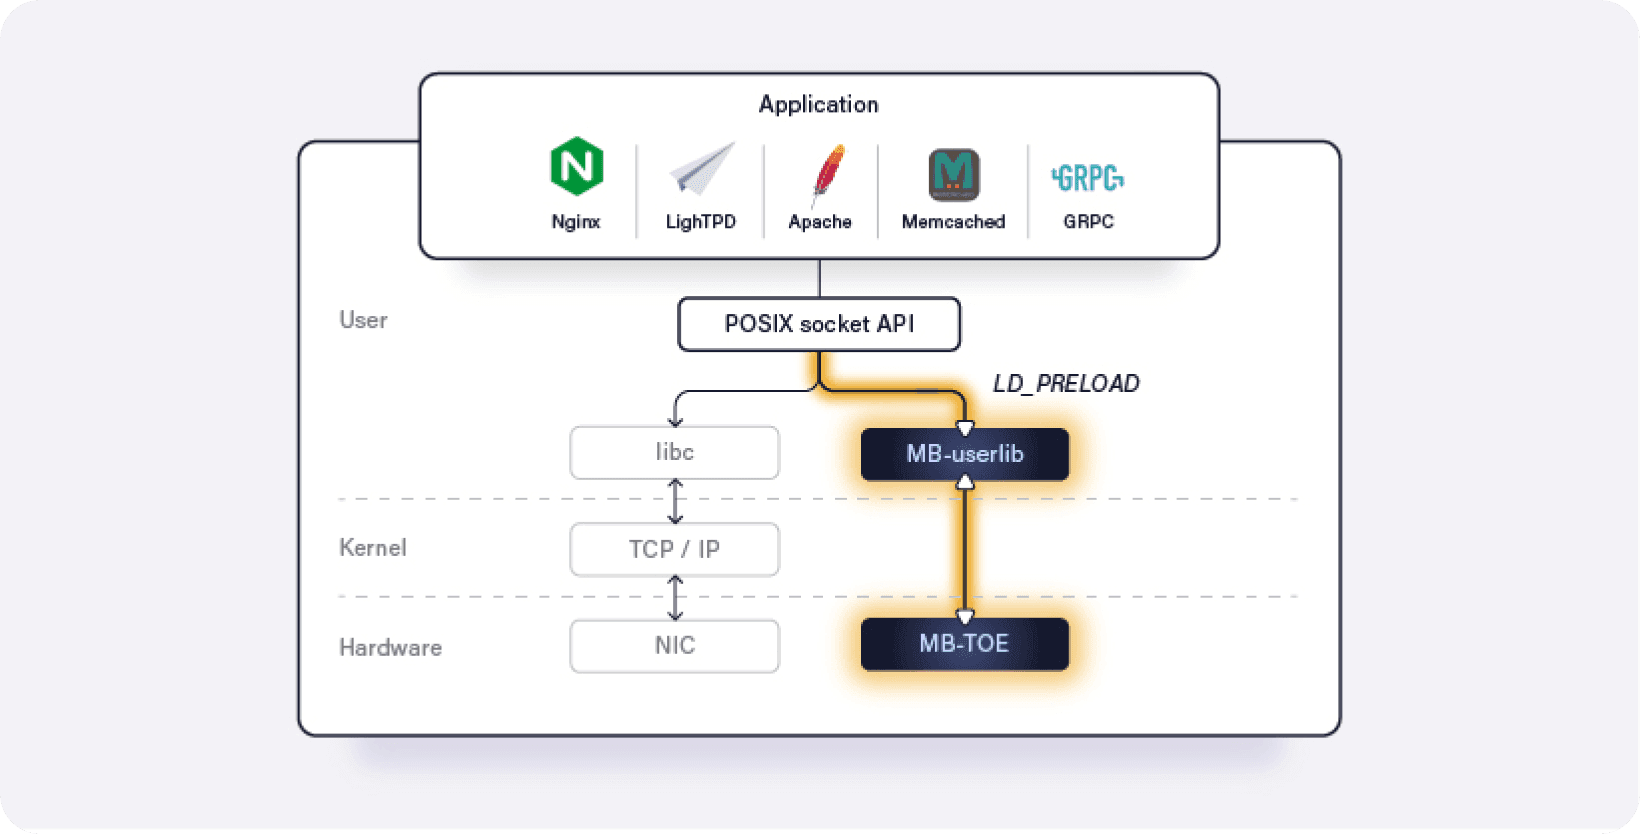 Application
Nginx
LighTPD
Apache
Memcached
GRPC
GRPC
User
POSIX socket API
LD_PRELOAD
libc
MB-userlib
Kernel
TCP / IP
Hardware
NIC
MB-TOE